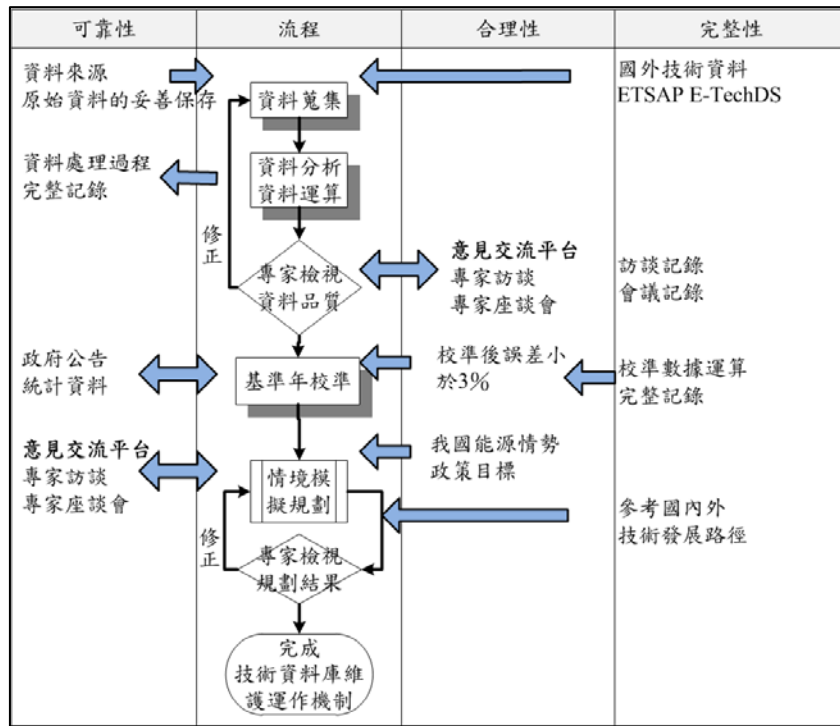 可靠性
流程
合理性
完整性
資料來源
原始資料的妥善保存
資料蒐集
國外技術資料
ETSAP E-TechDS
資料處理過程
完整記錄
資料分析
資料運算
修正
專家檢視
資料品質
意見交流平台
專家訪談
專家座談會
訪談記錄
會議記錄
政府公告
統計資料
基準年校準
校準後誤差小
於3%
校準數據運算
完整記錄
意見交流平台
專家訪談
專家座談會
情境模
擬規劃
我國能源情勢
政策目標
參考國內外
技術發展路徑
修正
專家檢視
規劃結果
完成
技術資料庫維
護運作機制